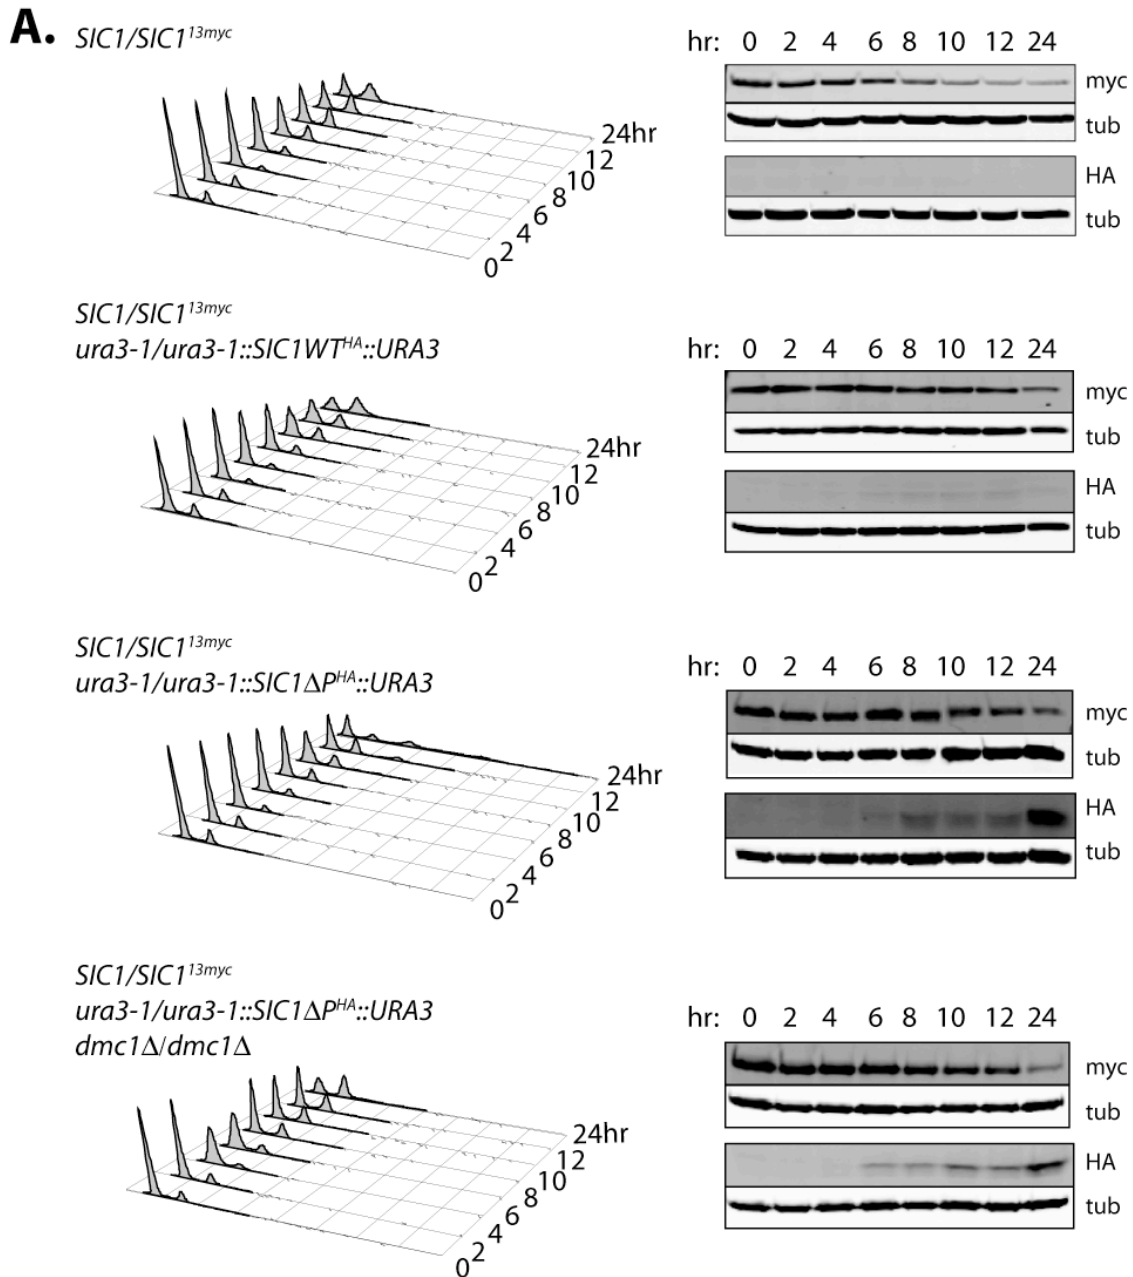 A.
SIC1/SIC1^13myc
24hr
12
10
8
6
4
2
0
hr: 0 2 4 6 8 10 12 24
myc
tub
HA
tub
SIC1/SIC1^13myc
ura3-1/ura3-1::SIC1WT^HA::URA3
24hr
12
10
8
6
4
2
0
hr: 0 2 4 6 8 10 12 24
myc
tub
HA
tub
SIC1/SIC1^13myc
ura3-1/ura3-1::SIC1ΔP^HA::URA3
24hr
12
10
8
6
4
2
0
hr: 0 2 4 6 8 10 12 24
myc
tub
HA
tub
SIC1/SIC1^13myc
ura3-1/ura3-1::SIC1ΔP^HA::URA3
dmc1Δ/dmc1Δ
24hr
12
10
8
6
4
2
0
hr: 0 2 4 6 8 10 12 24
myc
tub
HA
tub